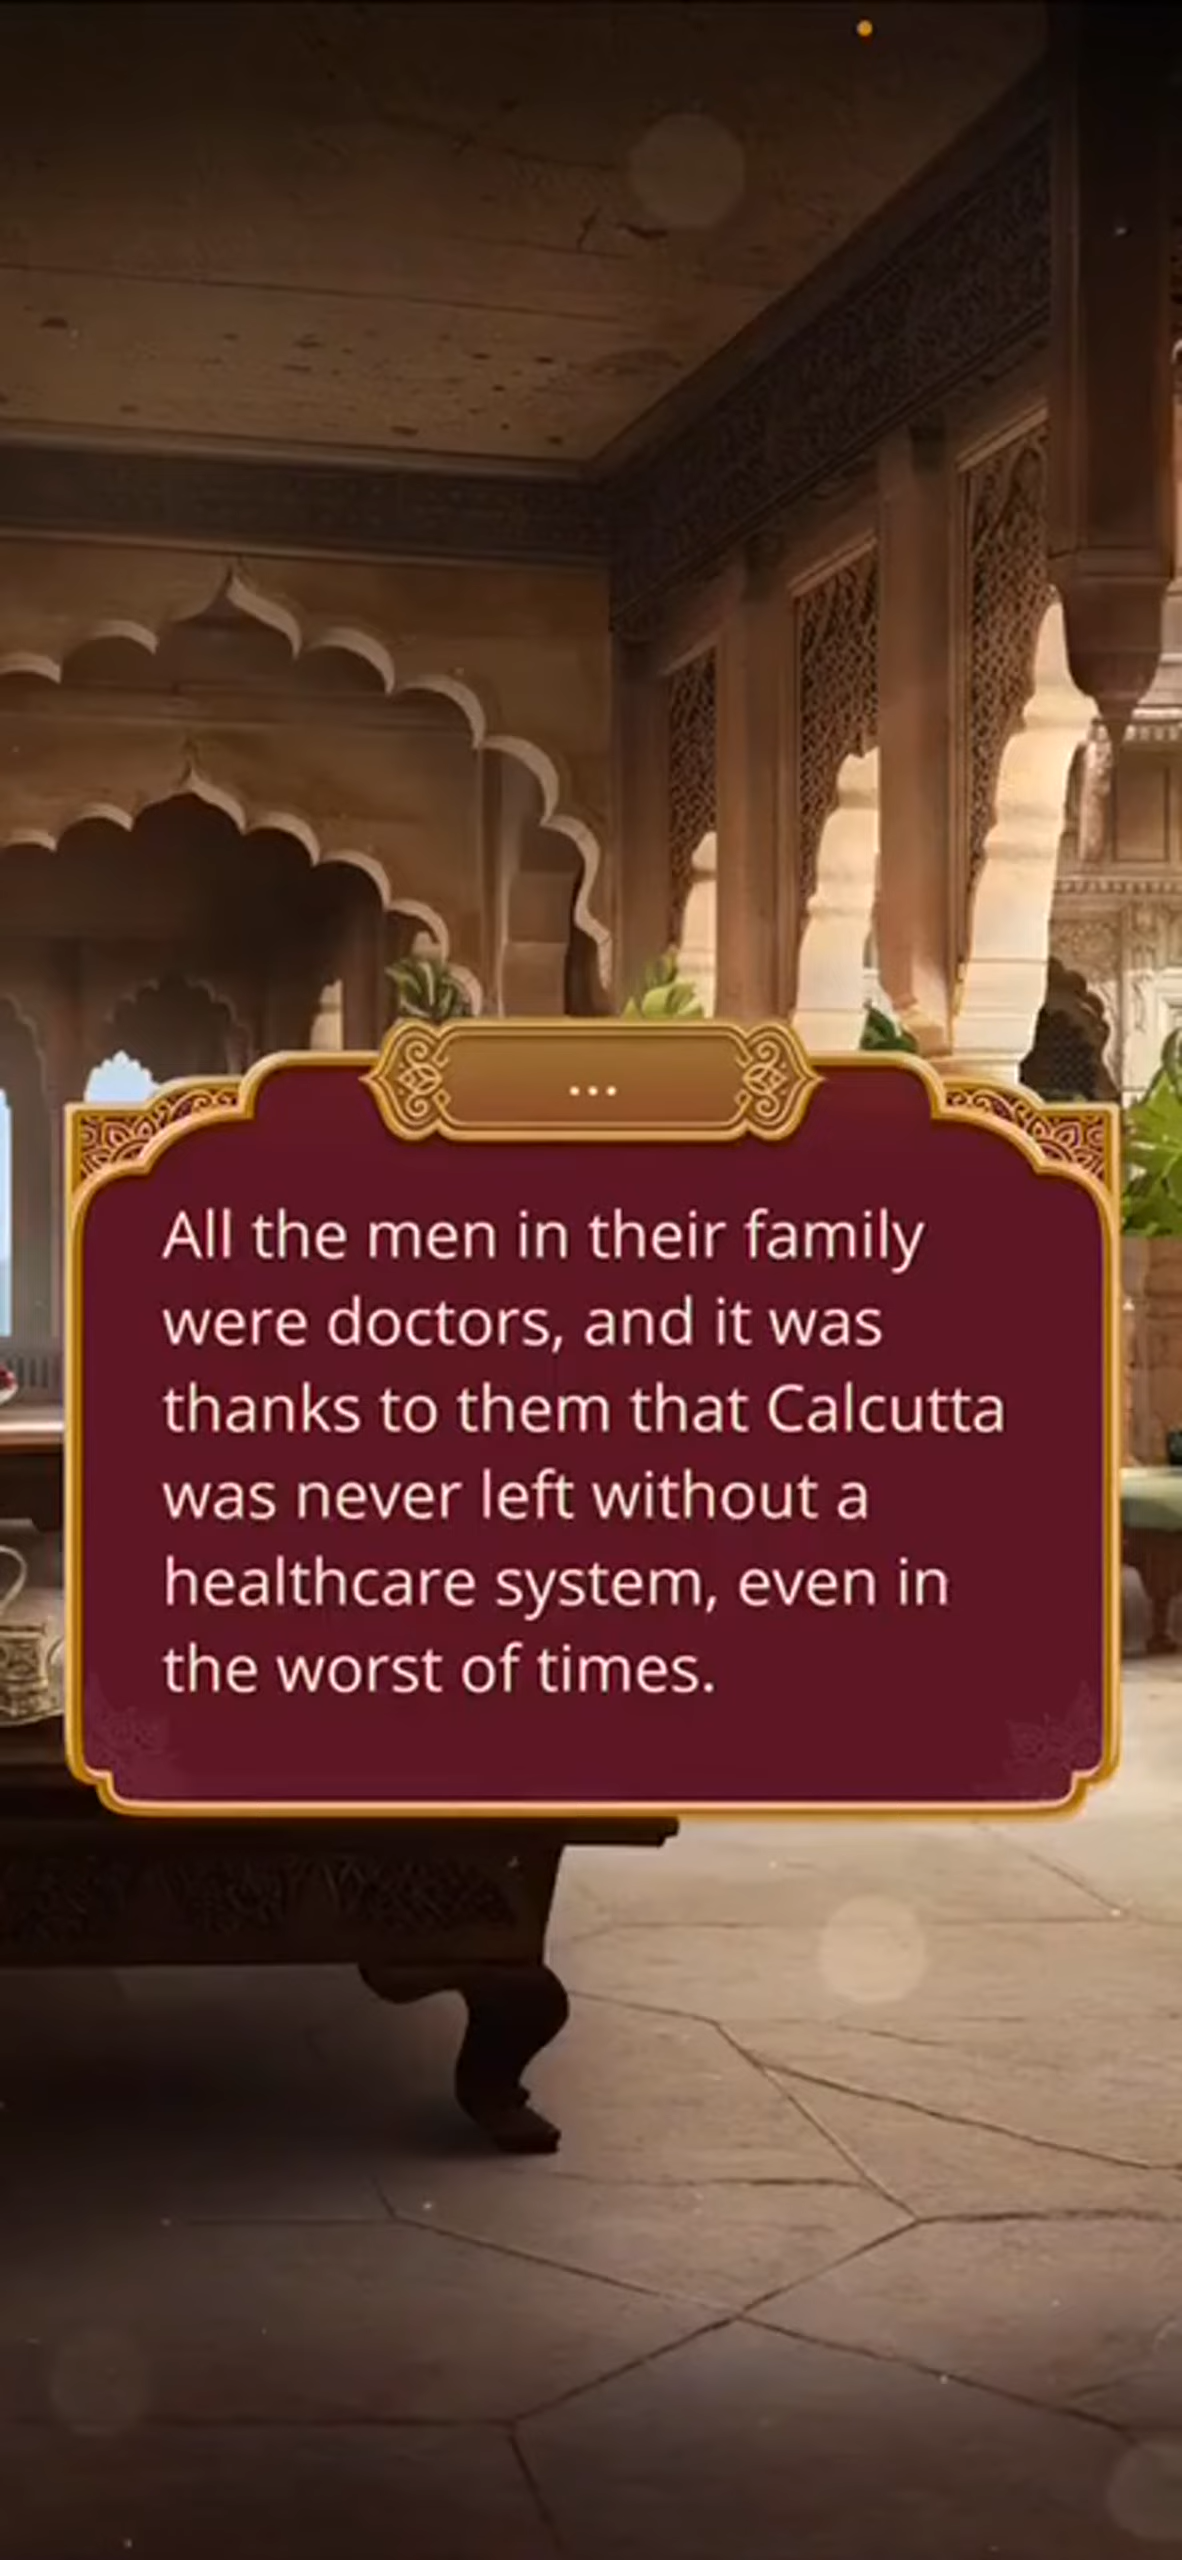 ...
All the men in their family
were doctors, and it was
thanks to them that Calcutta
was never left without a
healthcare system, even in
the worst of times.